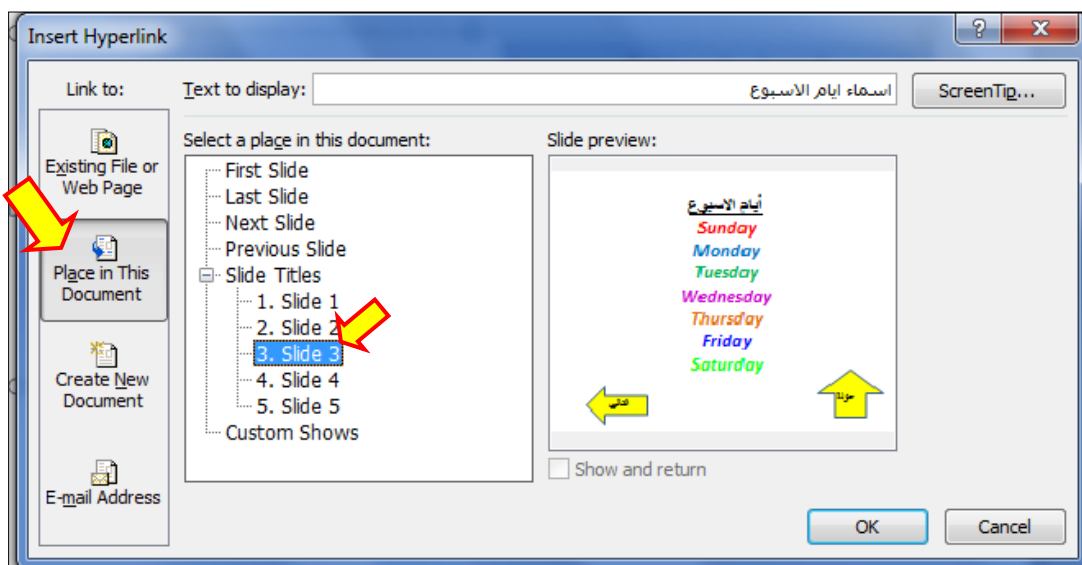 Insert Hyperlink
Link to:
Text to display:
اسماء ايام الاسبوع
ScreenTip...
Existing File or
Web Page
Place in This
Document
Create New
Document
E-mail Address
Select a place in this document:
First Slide
Last Slide
Next Slide
Previous Slide
Slide Titles
1. Slide 1
2. Slide 2
3. Slide 3
4. Slide 4
5. Slide 5
Custom Shows
Slide preview:
أيام الاسبوع
Sunday
Monday
Tuesday
Wednesday
Thursday
Friday
Saturday
التالي
Show and return
OK
Cancel